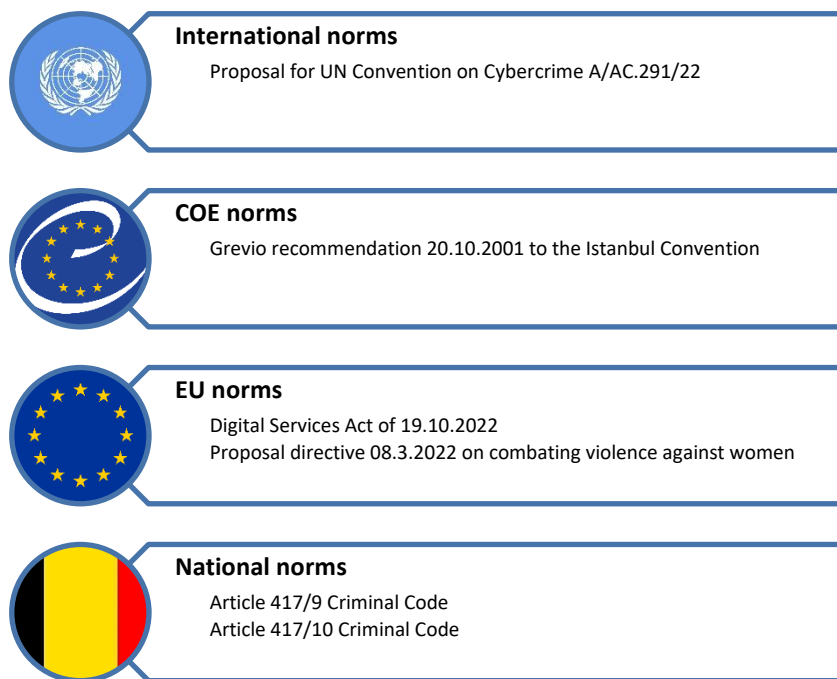 International norms
Proposal for UN Convention on Cybercrime A/AC.291/22
COE norms
Grevio recommendation 20.10.2001 to the Istanbul Convention
EU norms
Digital Services Act of 19.10.2022
Proposal directive 08.3.2022 on combating violence against women
National norms
Article 417/9 Criminal Code
Article 417/10 Criminal Code